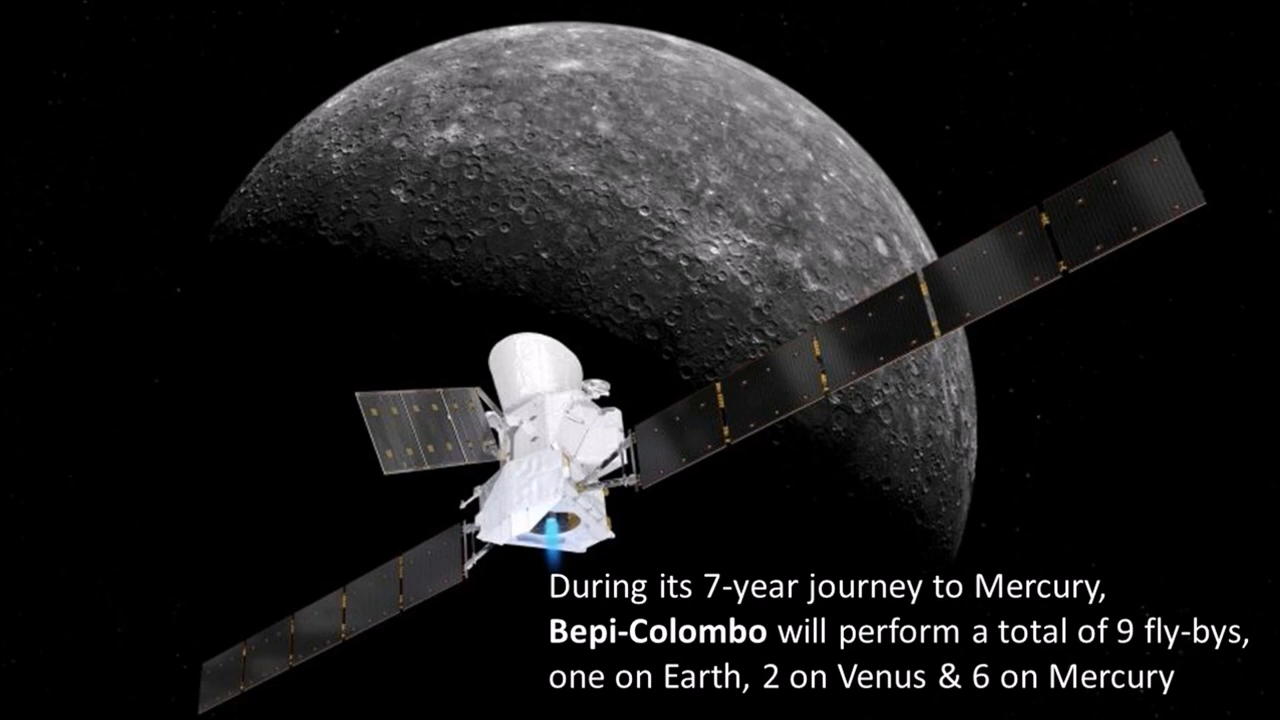 During its 7-year journey to Mercury,
Bepi-Colombo will perform a total of 9 fly-bys,
one on Earth, 2 on Venus & 6 on Mercury